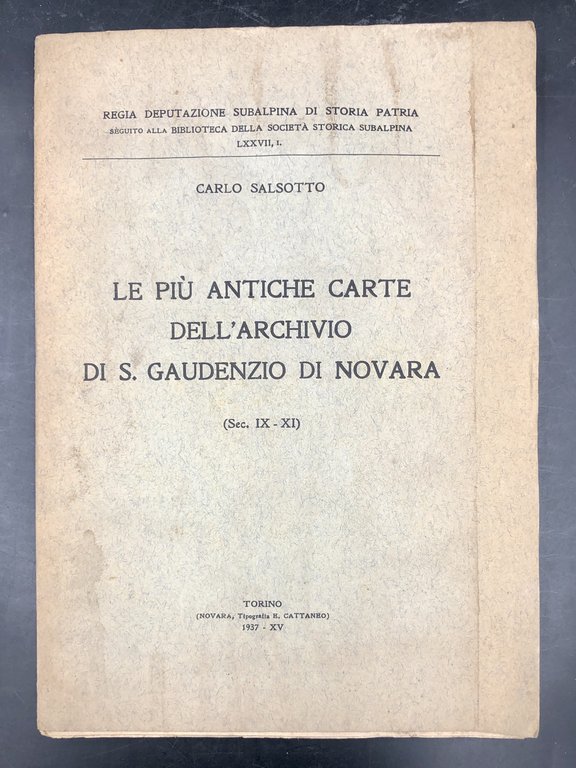 REGIA DEPUTAZIONE SUBALPINA DI STORIA PATRIA
SEGUITO ALLA BIBLIOTECA DELLA SOCIETÀ STORICA SUBALPINA
LXXVII, I.
CARLO SALSOTTO
LE PIÙ ANTICHE CARTE
DELL'ARCHIVIO
DI S. GAUDENZIO DI NOVARA
(Sec. IX - XI)
TORINO
(NOVARA, Tipografia E. CATTANEO)
1937 - XV